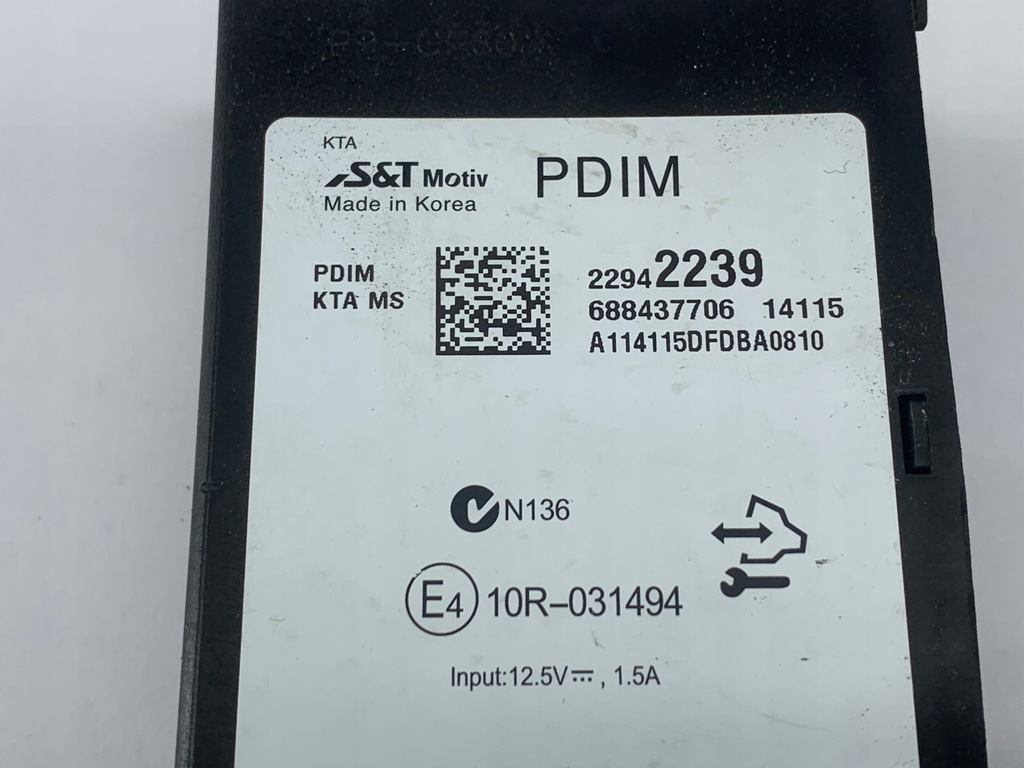 KTA
S&T Motiv PDIM
Made in Korea
PDIM
KTA MS
22942239
688437706 14115
A114115DFDBA0810
N136
E4 10R-031494
Input:12.5V⎓, 1.5A